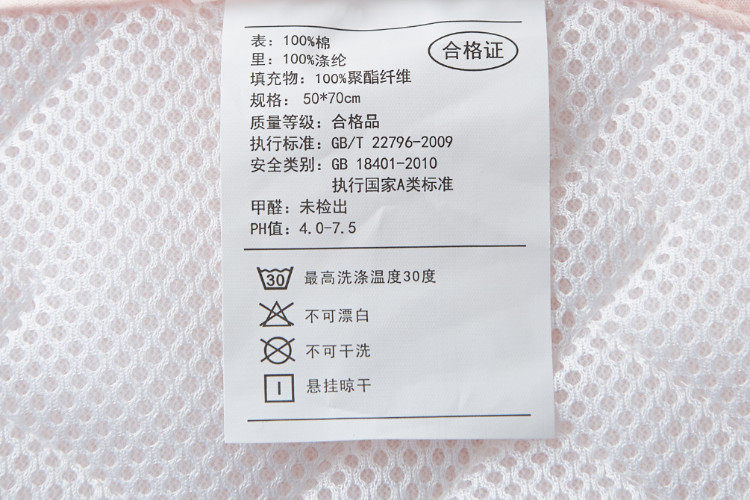 表：100%棉
合格证
里：100%涤纶
填充物：100%聚酯纤维
规格： 50*70cm
质量等级：合格品
执行标准：GB/T 22796-2009
安全类别：GB 18401-2010
执行国家A类标准
甲醛：未检出
PH值：4.0-7.5
30 最高洗涤温度30度
不可漂白
不可干洗
悬挂晾干